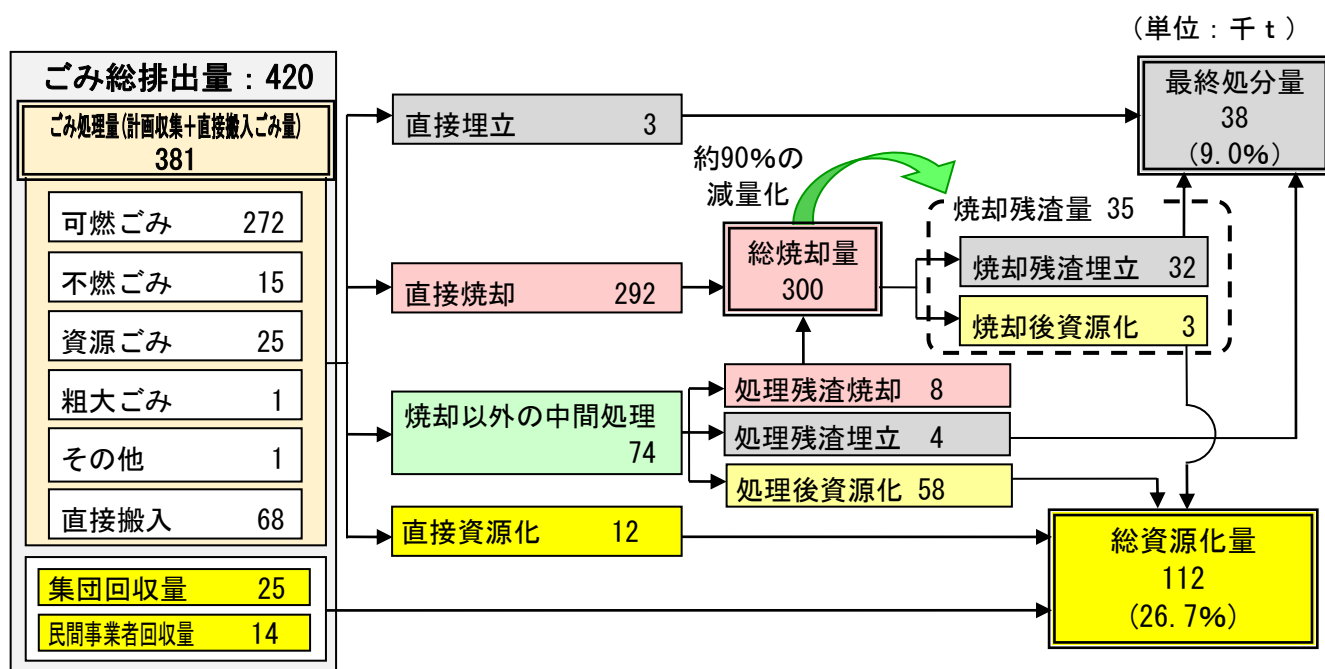 （単位：千ｔ）
ごみ総排出量：420
ごみ処理量(計画収集＋直接搬入ごみ量)
381
可燃ごみ 272
不燃ごみ 15
資源ごみ 25
粗大ごみ 1
その他 1
直接搬入 68
集団回収量 25
民間事業者回収量 14
直接埋立 3
直接焼却 292
焼却以外の中間処理
74
直接資源化 12
約90％の
減量化
総焼却量
300
処理残渣焼却 8
処理残渣埋立 4
処理後資源化 58
焼却残渣量 35
焼却残渣埋立 32
焼却後資源化 3
最終処分量
38
(9.0％)
総資源化量
112
(26.7％)